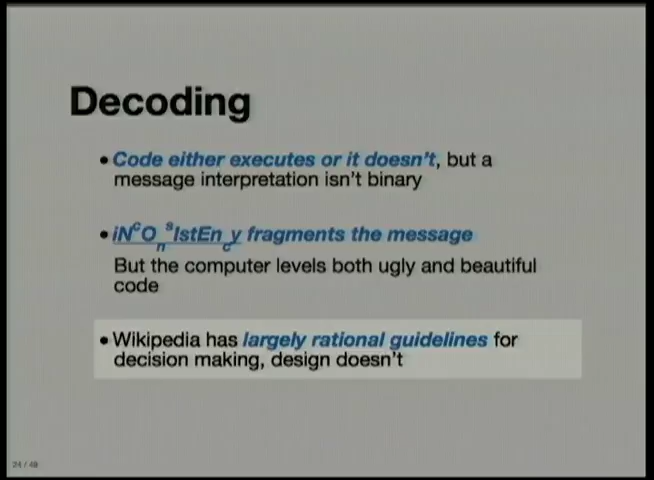 Decoding
• Code either executes or it doesn't, but a
message interpretation isn't binary
• iNcOnsIstEncy fragments the message
But the computer levels both ugly and beautiful
code
• Wikipedia has largely rational guidelines for
decision making, design doesn't
24 / 49